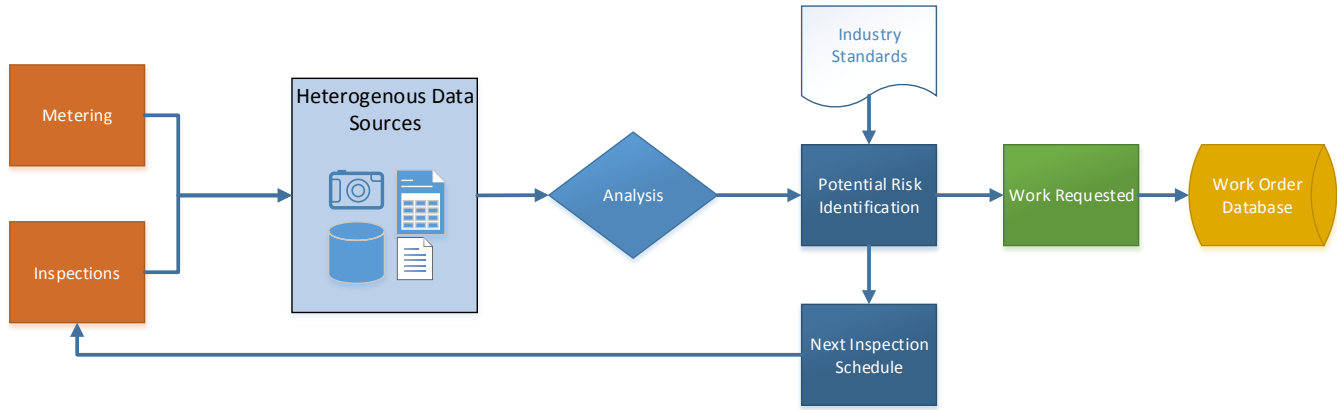 Industry
Standards
Metering
Heterogenous Data
Sources
Analysis
Potential Risk
Identification
Work Requested
Work Order
Database
Inspections
Next Inspection
Schedule